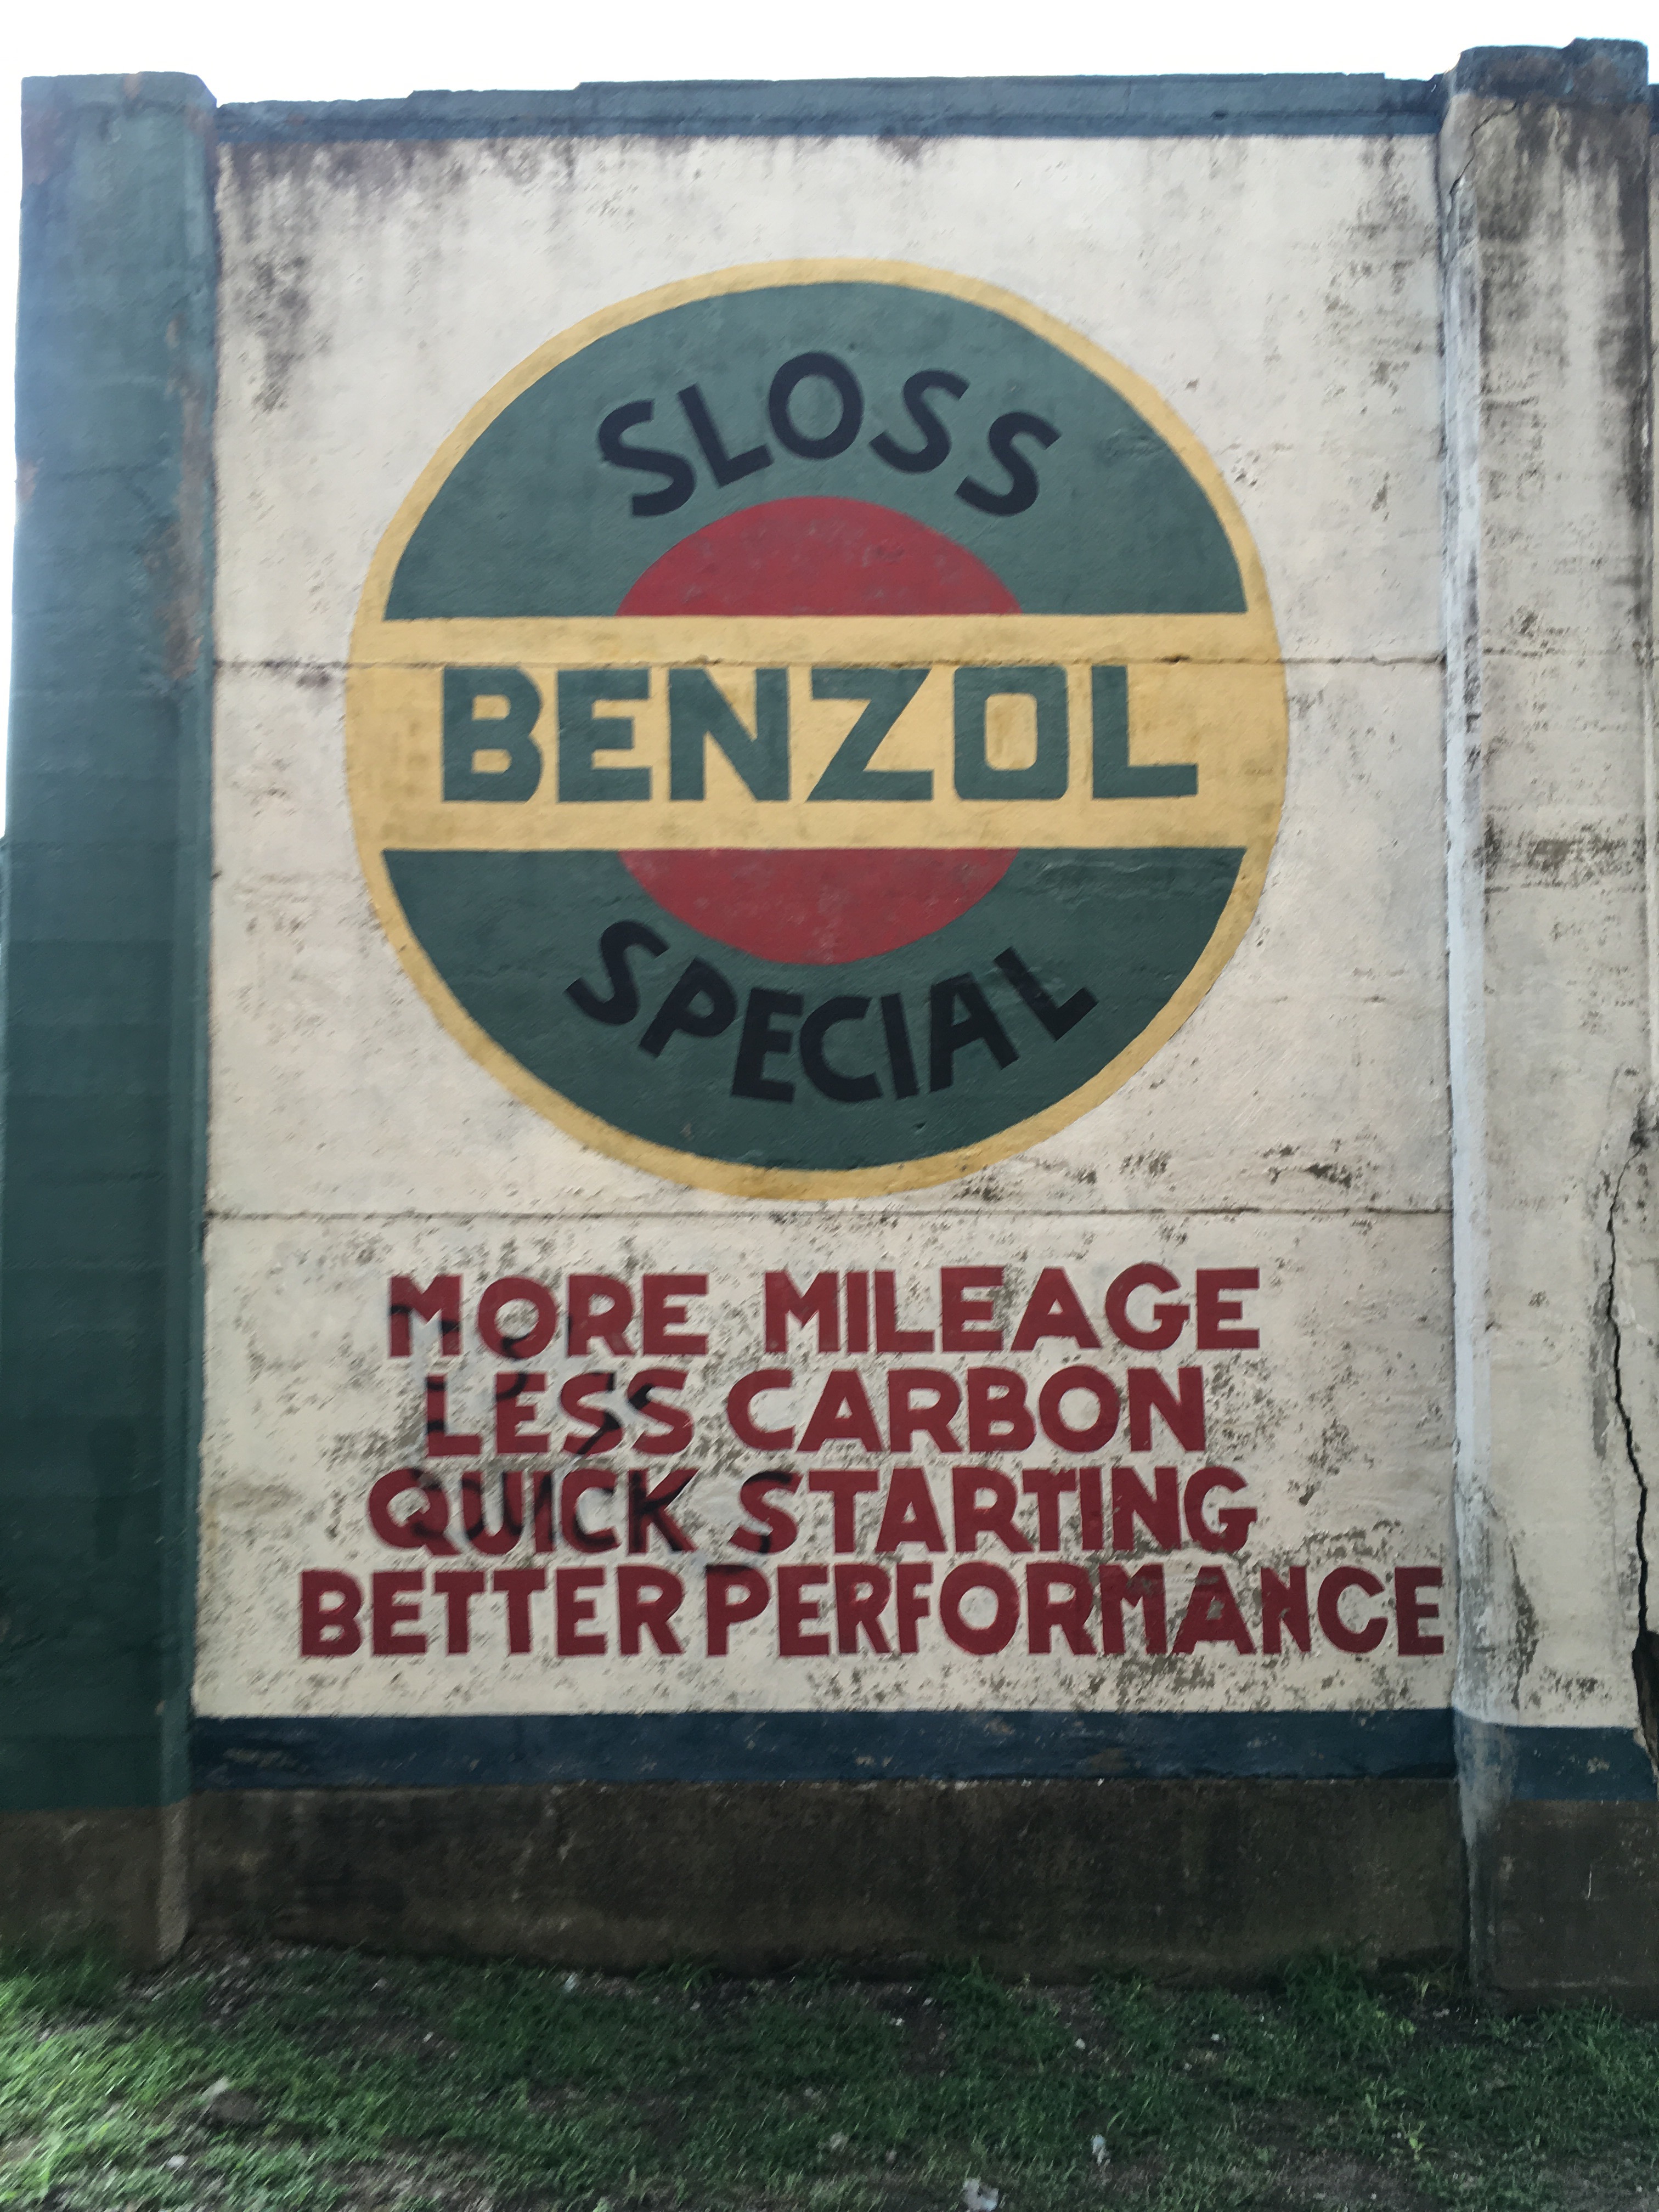 SLOSS
BENZOL
SPECIAL
MORE MILEAGE
LESS CARBON
QUICK STARTING
BETTER PERFORMANCE